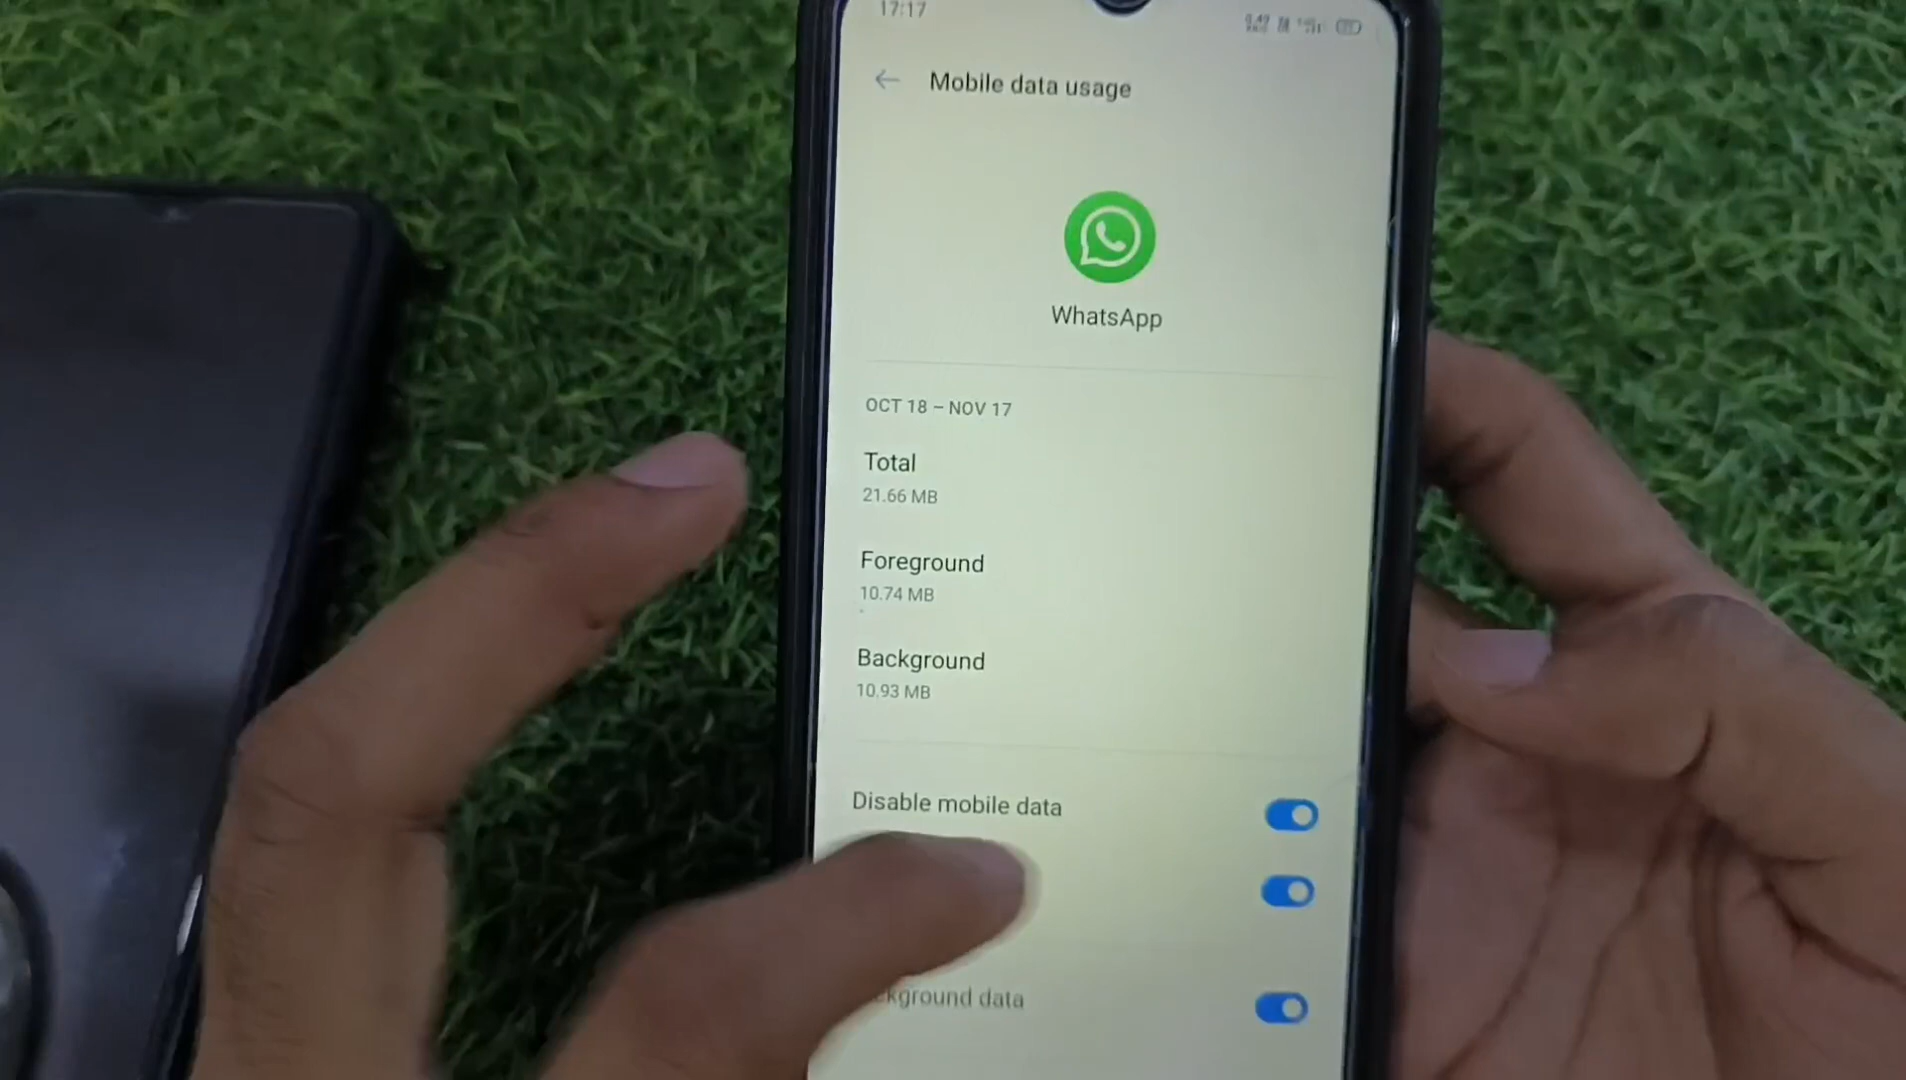 17:17
Mobile data usage
WhatsApp
OCT 18 – NOV 17
Total
21.66 MB
Foreground
10.74 MB
Background
10.93 MB
Disable mobile data
kground data